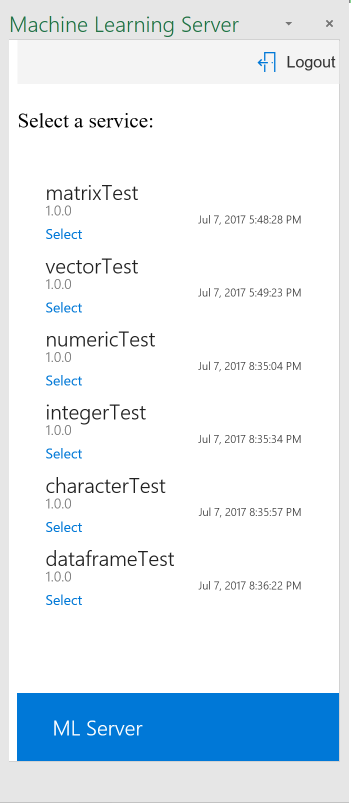 Machine Learning Server
Logout
Select a service:
matrixTest
1.0.0
Jul 7, 2017 5:48:28 PM
Select
vectorTest
1.0.0
Jul 7, 2017 5:49:23 PM
Select
numericTest
1.0.0
Jul 7, 2017 8:35:04 PM
Select
integerTest
1.0.0
Jul 7, 2017 8:35:34 PM
Select
characterTest
1.0.0
Jul 7, 2017 8:35:57 PM
Select
dataframeTest
1.0.0
Jul 7, 2017 8:36:22 PM
Select
ML Server